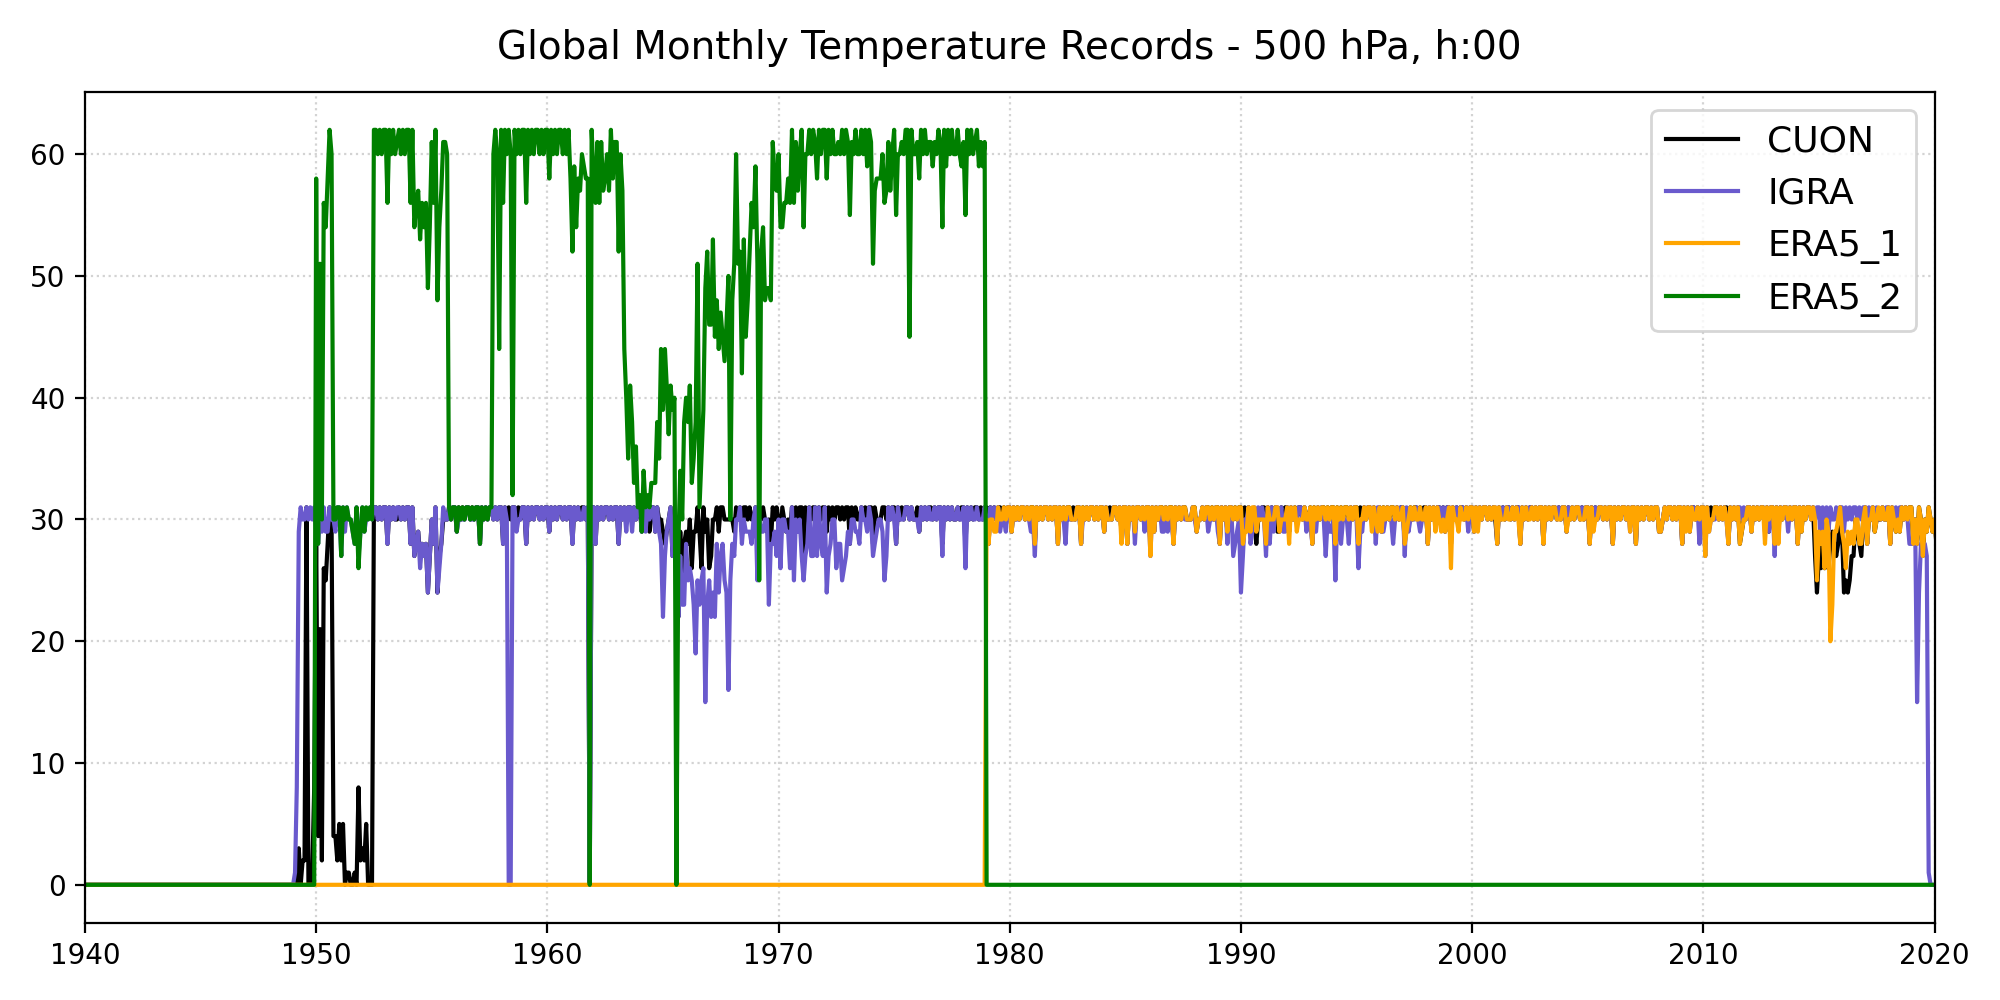 Global Monthly Temperature Records - 500 hPa, h:00
CUON
IGRA
ERA5_1
ERA5_2
60
50
40
30
20
10
0
1940 1950 1960 1970 1980 1990 2000 2010 2020